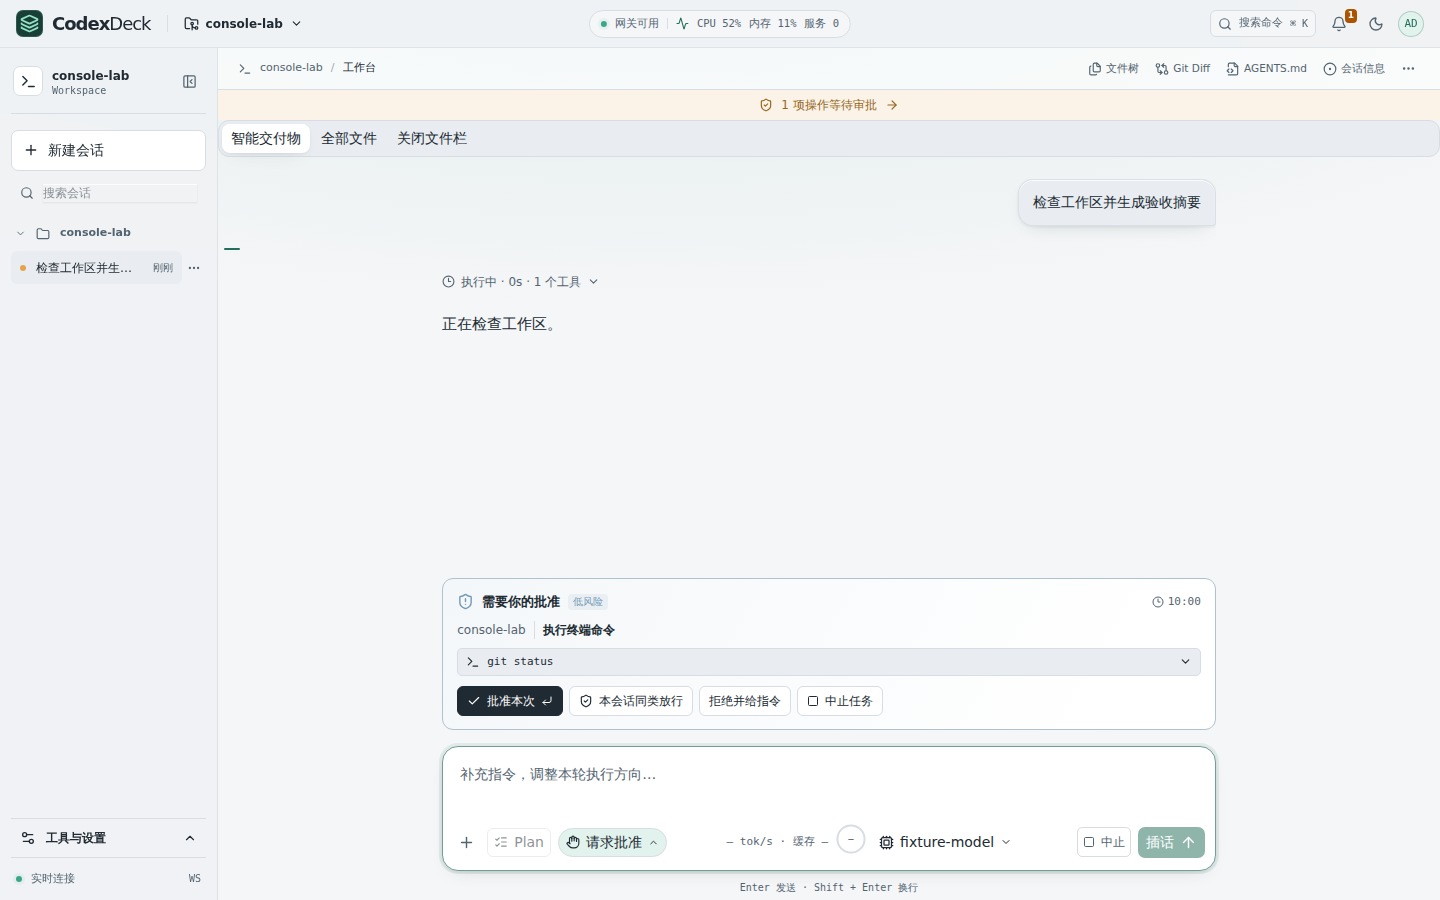 CodexDeck
console-lab
网关可用 CPU 52% 内存 11% 服务 0
搜索命令 ⌘ K
1
AD
console-lab
Workspace
新建会话
搜索会话
console-lab
检查工作区并生... 刚刚
工具与设置
实时连接 WS
console-lab / 工作台
文件树 Git Diff AGENTS.md 会话信息
1 项操作等待审批
智能交付物 全部文件 关闭文件栏
检查工作区并生成验收摘要
执行中 · 0s · 1 个工具
正在检查工作区。
需要你的批准 低风险 10:00
console-lab 执行终端命令
git status
批准本次 本会话同类放行 拒绝并给指令 中止任务
补充指令，调整本轮执行方向...
Plan 请求批准 — tok/s · 缓存 — — fixture-model 中止 插话
Enter 发送 · Shift + Enter 换行